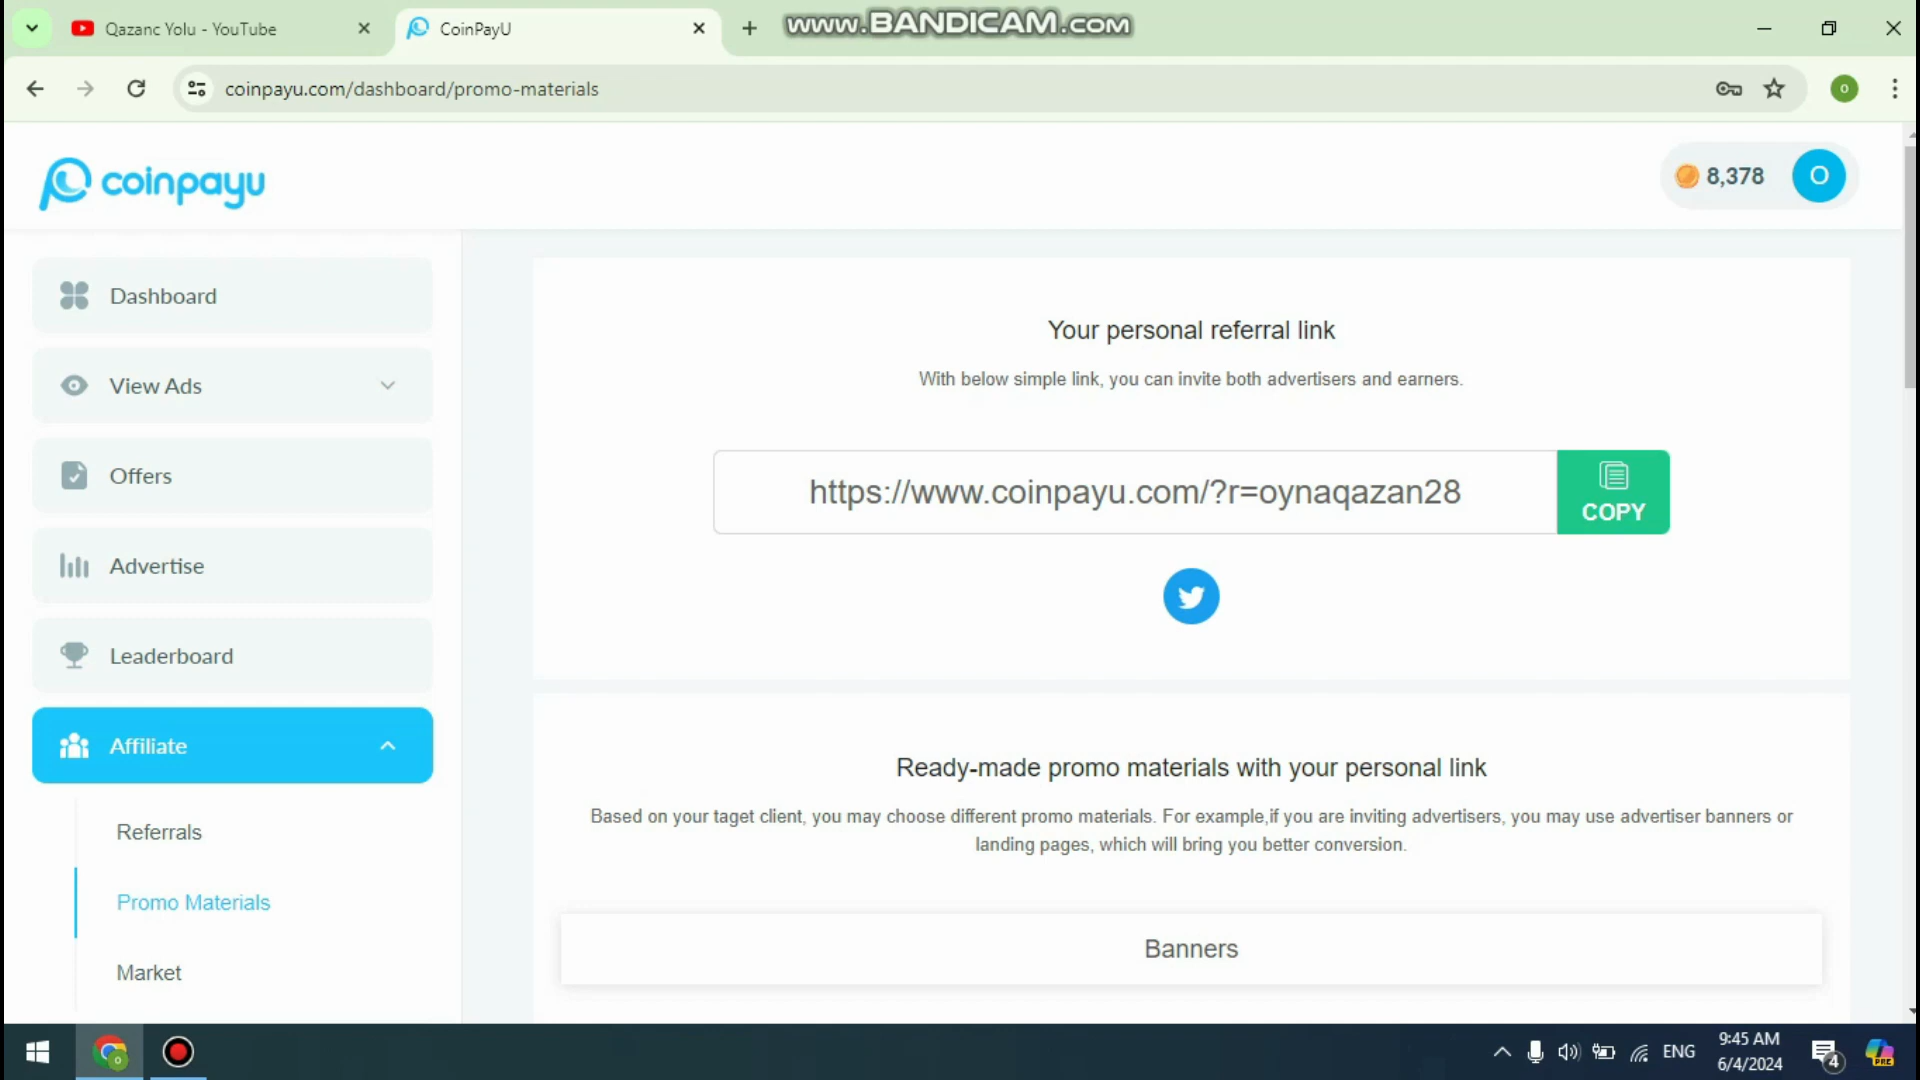 Qazanc Yolu - YouTube
CoinPayU
www.BANDICAM.com
coinpayu.com/dashboard/promo-materials
o
coinpayu
8,378
O
Dashboard
View Ads
Offers
Advertise
Leaderboard
Affiliate
Referrals
Promo Materials
Market
Your personal referral link
With below simple link, you can invite both advertisers and earners.
https://www.coinpayu.com/?r=oynaqazan28
COPY
Ready-made promo materials with your personal link
Based on your taget client, you may choose different promo materials. For example,if you are inviting advertisers, you may use advertiser banners or
landing pages, which will bring you better conversion.
Banners
ENG
9:45 AM
6/4/2024
4
PRE